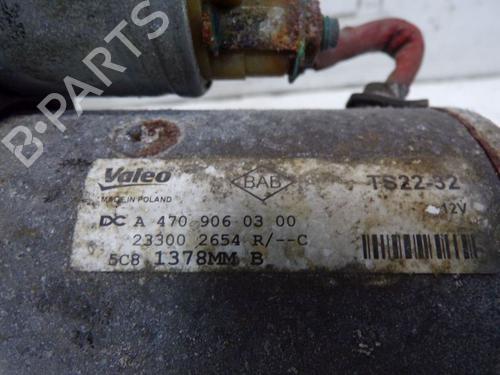 Valeo
MADE IN POLAND
BAB
TS22-32
12V
DC A 470 906 03 00
23300 2654 R/--C
5C8 1378MM B
B-PARTS